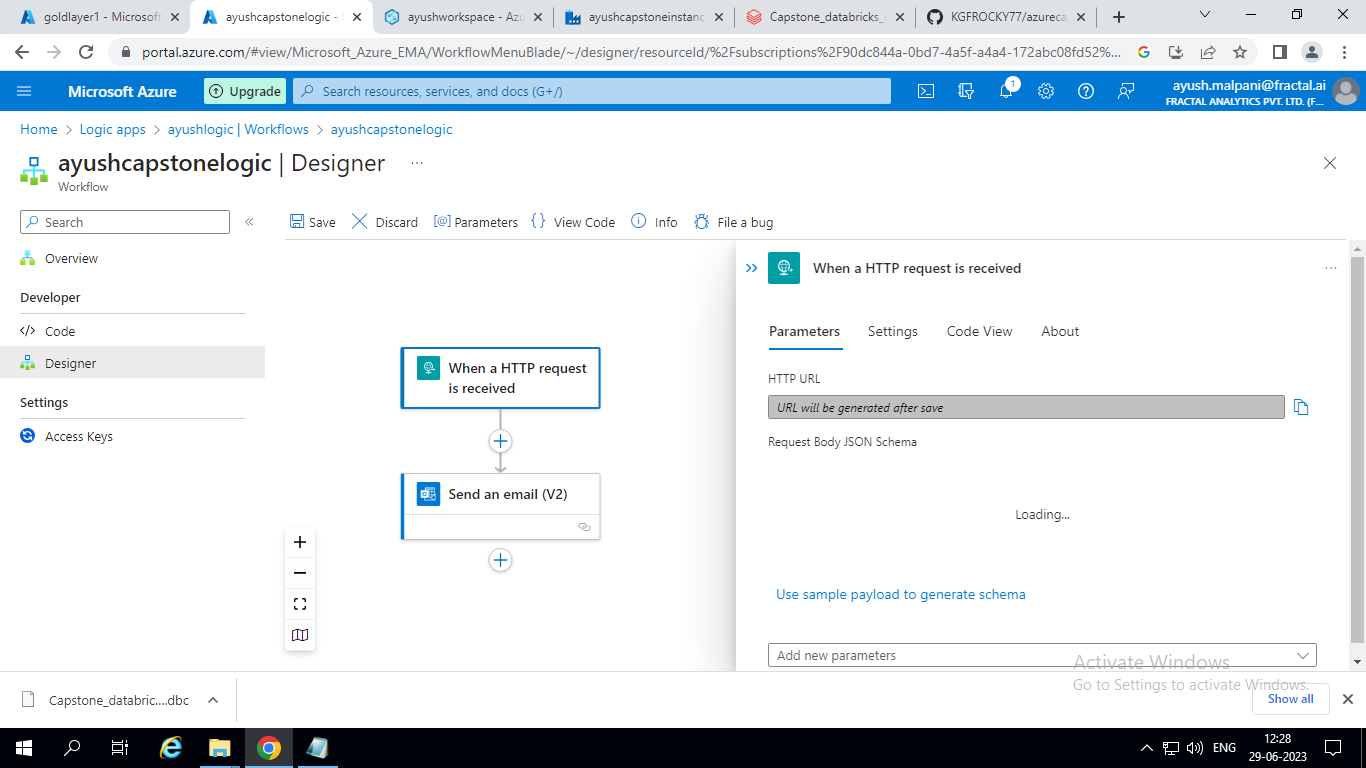 goldlayer1 - Microsoft
ayushcapstonelogic -
ayushworkspace - Azu
ayushcapstoneinstanc
Capstone_databricks_
KGFROCKY77/azureca
portal.azure.com/#view/Microsoft_Azure_EMA/WorkflowMenuBlade/~/designer/resourceId/%2Fsubscriptions%2F90dc844a-0bd7-4a5f-a4a4-172abc08fd52%...
Microsoft Azure
Upgrade
Search resources, services, and docs (G+/)
1
ayush.malpani@fractal.ai
FRACTAL ANALYTICS PVT. LTD. (F...
Home > Logic apps > ayushlogic | Workflows > ayushcapstonelogic
ayushcapstonelogic | Designer ...
Workflow
Search
Save
Discard
Parameters
View Code
Info
File a bug
Overview
Developer
Code
Designer
Settings
Access Keys
When a HTTP request
is received
Send an email (V2)
When a HTTP request is received
Parameters
Settings
Code View
About
HTTP URL
URL will be generated after save
Request Body JSON Schema
Loading...
Use sample payload to generate schema
Add new parameters
Activate Windows
Go to Settings to activate Windows.
Capstone_databric....dbc
Show all
ENG
12:28
29-06-2023